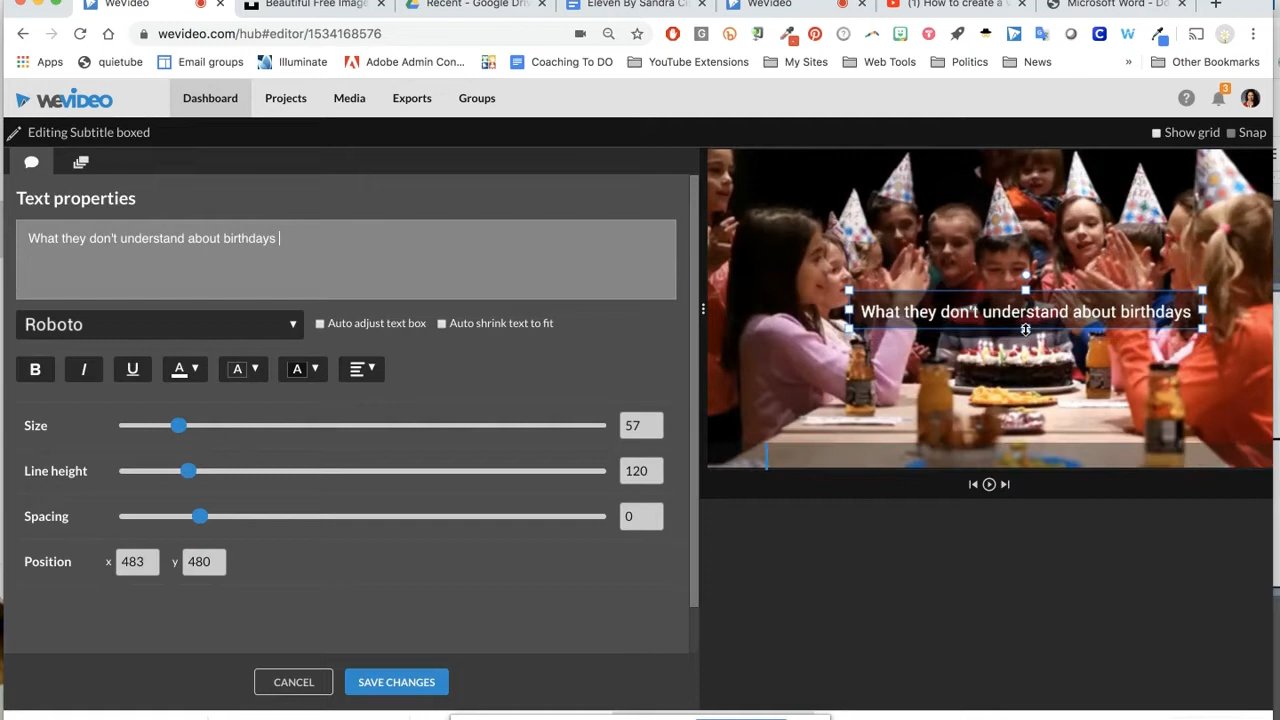 WeVideo
Beautiful Free Image
Recent - Google Drive
Eleven By Sandra Ci
WeVideo
(1) How to create a v
Microsoft Word - Do
wevideo.com/hub#editor/1534168576
Apps
quietube
Email groups
Illuminate
Adobe Admin Con...
Coaching To DO
YouTube Extensions
My Sites
Web Tools
Politics
News
»
Other Bookmarks
wevideo
Dashboard
Projects
Media
Exports
Groups
3
Editing Subtitle boxed
Show grid
Snap
Text properties
What they don't understand about birthdays
Roboto
Auto adjust text box
Auto shrink text to fit
B
I
U
A
A
A
Size
57
Line height
120
Spacing
0
Position
x
483
y
480
CANCEL
SAVE CHANGES
What they don't understand about birthdays